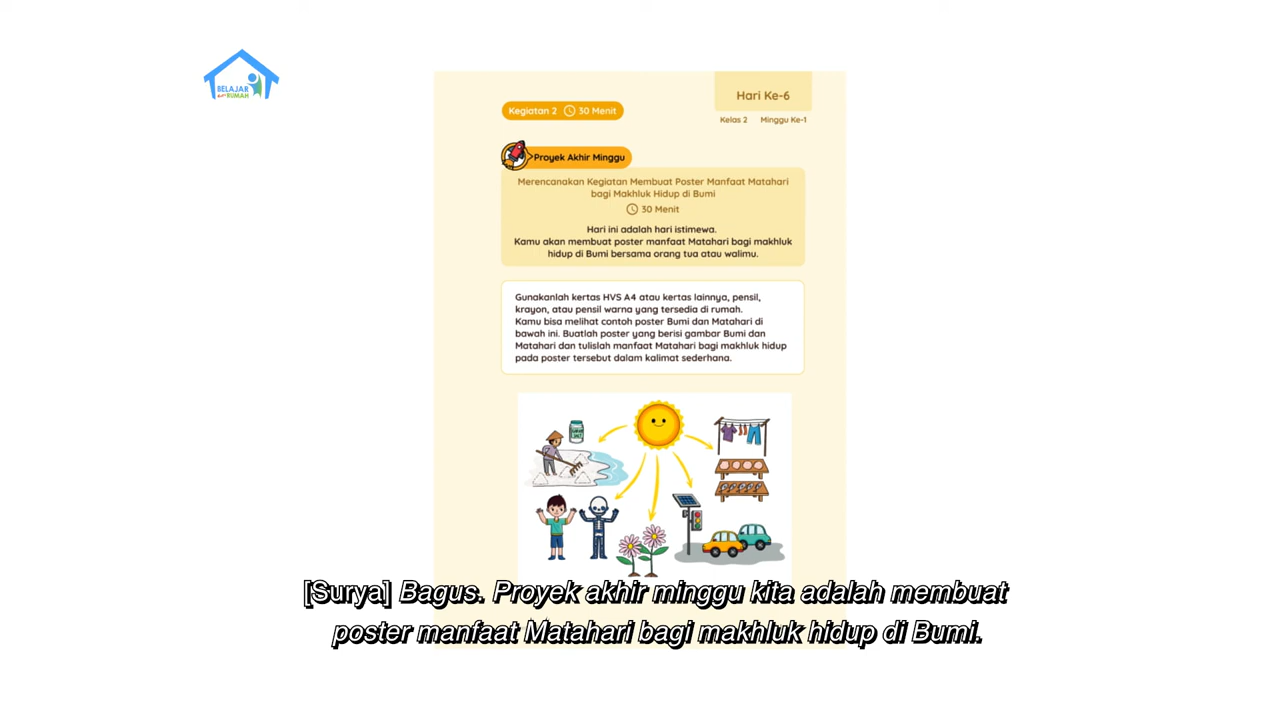 BELAJAR
dari RUMAH
Hari Ke-6
Kelas 2 Minggu Ke-1
Kegiatan 2 30 Menit
Proyek Akhir Minggu
Merencanakan Kegiatan Membuat Poster Manfaat Matahari
bagi Makhluk Hidup di Bumi
30 Menit
Hari ini adalah hari istimewa.
Kamu akan membuat poster manfaat Matahari bagi makhluk
hidup di Bumi bersama orang tua atau walimu.
Gunakanlah kertas HVS A4 atau kertas lainnya, pensil,
krayon, atau pensil warna yang tersedia di rumah.
Kamu bisa melihat contoh poster Bumi dan Matahari di
bawah ini. Buatlah poster yang berisi gambar Bumi dan
Matahari dan tulislah manfaat Matahari bagi makhluk hidup
pada poster tersebut dalam kalimat sederhana.
[Surya] Bagus. Proyek akhir minggu kita adalah membuat
poster manfaat Matahari bagi makhluk hidup di Bumi.